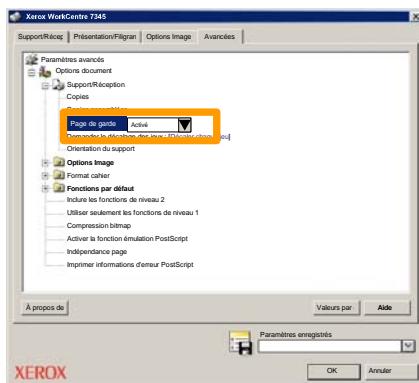 Xerox WorkCentre 7345
Support/Récep Présentation/Filigran Options Image Avancées
Paramètres avancés
Options document
Support/Réception
Copies
Page de garde Activé
Demander le décalage des jeux : [Décaler chaque jeu]
Orientation du support
Options Image
Format cahier
Fonctions par défaut
Inclure les fonctions de niveau 2
Utiliser seulement les fonctions de niveau 1
Compression bitmap
Activer la fonction émulation PostScript
Indépendance page
Imprimer informations d'erreur PostScript
À propos de Valeurs par Aide
Paramètres enregistrés
XEROX OK Annuler